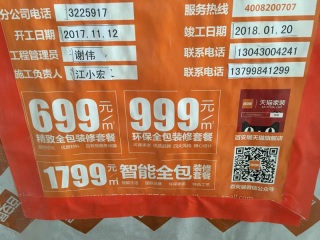 分公司电话 3225917 服务热线 4008200707
开工日期 2017.11.12 竣工日期 2018.01.20
工程管理员 谢伟 联系电话 13043004241
施工负责人 江小宏 联系电话 13799841299
699元/㎡ 999元/㎡ 天猫家装
精致全包装修套餐 环保全包装修套餐
1799元/㎡ 智能全包装修套餐